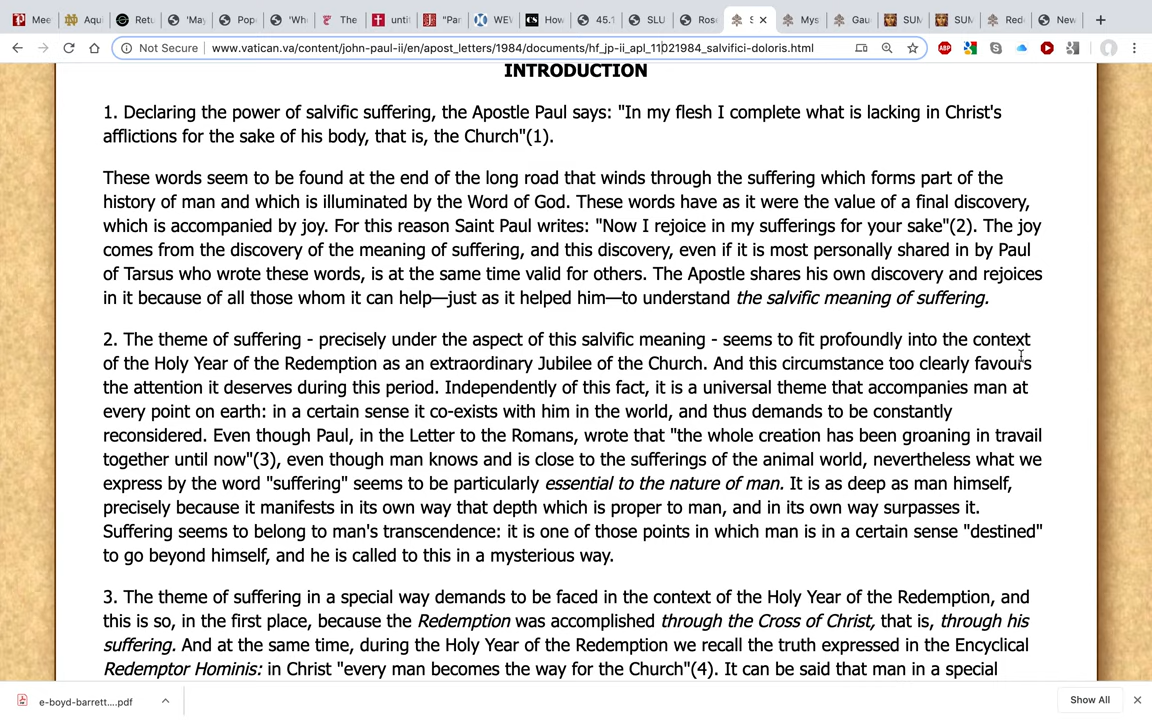 Mee
Aqui
Retu
'May
Pop
'Wh
The
unti
"Par
WEV
How
45.1
SLU
Rose
S
Mys
Gau
SUM
SUM
Red
New
Not Secure
www.vatican.va/content/john-paul-ii/en/apost_letters/1984/documents/hf_jp-ii_apl_11021984_salvifici-doloris.html
ABP
INTRODUCTION
1. Declaring the power of salvific suffering, the Apostle Paul says: "In my flesh I complete what is lacking in Christ's
afflictions for the sake of his body, that is, the Church"(1).
These words seem to be found at the end of the long road that winds through the suffering which forms part of the
history of man and which is illuminated by the Word of God. These words have as it were the value of a final discovery,
which is accompanied by joy. For this reason Saint Paul writes: "Now I rejoice in my sufferings for your sake"(2). The joy
comes from the discovery of the meaning of suffering, and this discovery, even if it is most personally shared in by Paul
of Tarsus who wrote these words, is at the same time valid for others. The Apostle shares his own discovery and rejoices
in it because of all those whom it can help—just as it helped him—to understand the salvific meaning of suffering.
2. The theme of suffering - precisely under the aspect of this salvific meaning - seems to fit profoundly into the context
of the Holy Year of the Redemption as an extraordinary Jubilee of the Church. And this circumstance too clearly favours
the attention it deserves during this period. Independently of this fact, it is a universal theme that accompanies man at
every point on earth: in a certain sense it co-exists with him in the world, and thus demands to be constantly
reconsidered. Even though Paul, in the Letter to the Romans, wrote that "the whole creation has been groaning in travail
together until now"(3), even though man knows and is close to the sufferings of the animal world, nevertheless what we
express by the word "suffering" seems to be particularly essential to the nature of man. It is as deep as man himself,
precisely because it manifests in its own way that depth which is proper to man, and in its own way surpasses it.
Suffering seems to belong to man's transcendence: it is one of those points in which man is in a certain sense "destined"
to go beyond himself, and he is called to this in a mysterious way.
3. The theme of suffering in a special way demands to be faced in the context of the Holy Year of the Redemption, and
this is so, in the first place, because the Redemption was accomplished through the Cross of Christ, that is, through his
suffering. And at the same time, during the Holy Year of the Redemption we recall the truth expressed in the Encyclical
Redemptor Hominis: in Christ "every man becomes the way for the Church"(4). It can be said that man in a special
e-boyd-barrett....pdf
Show All